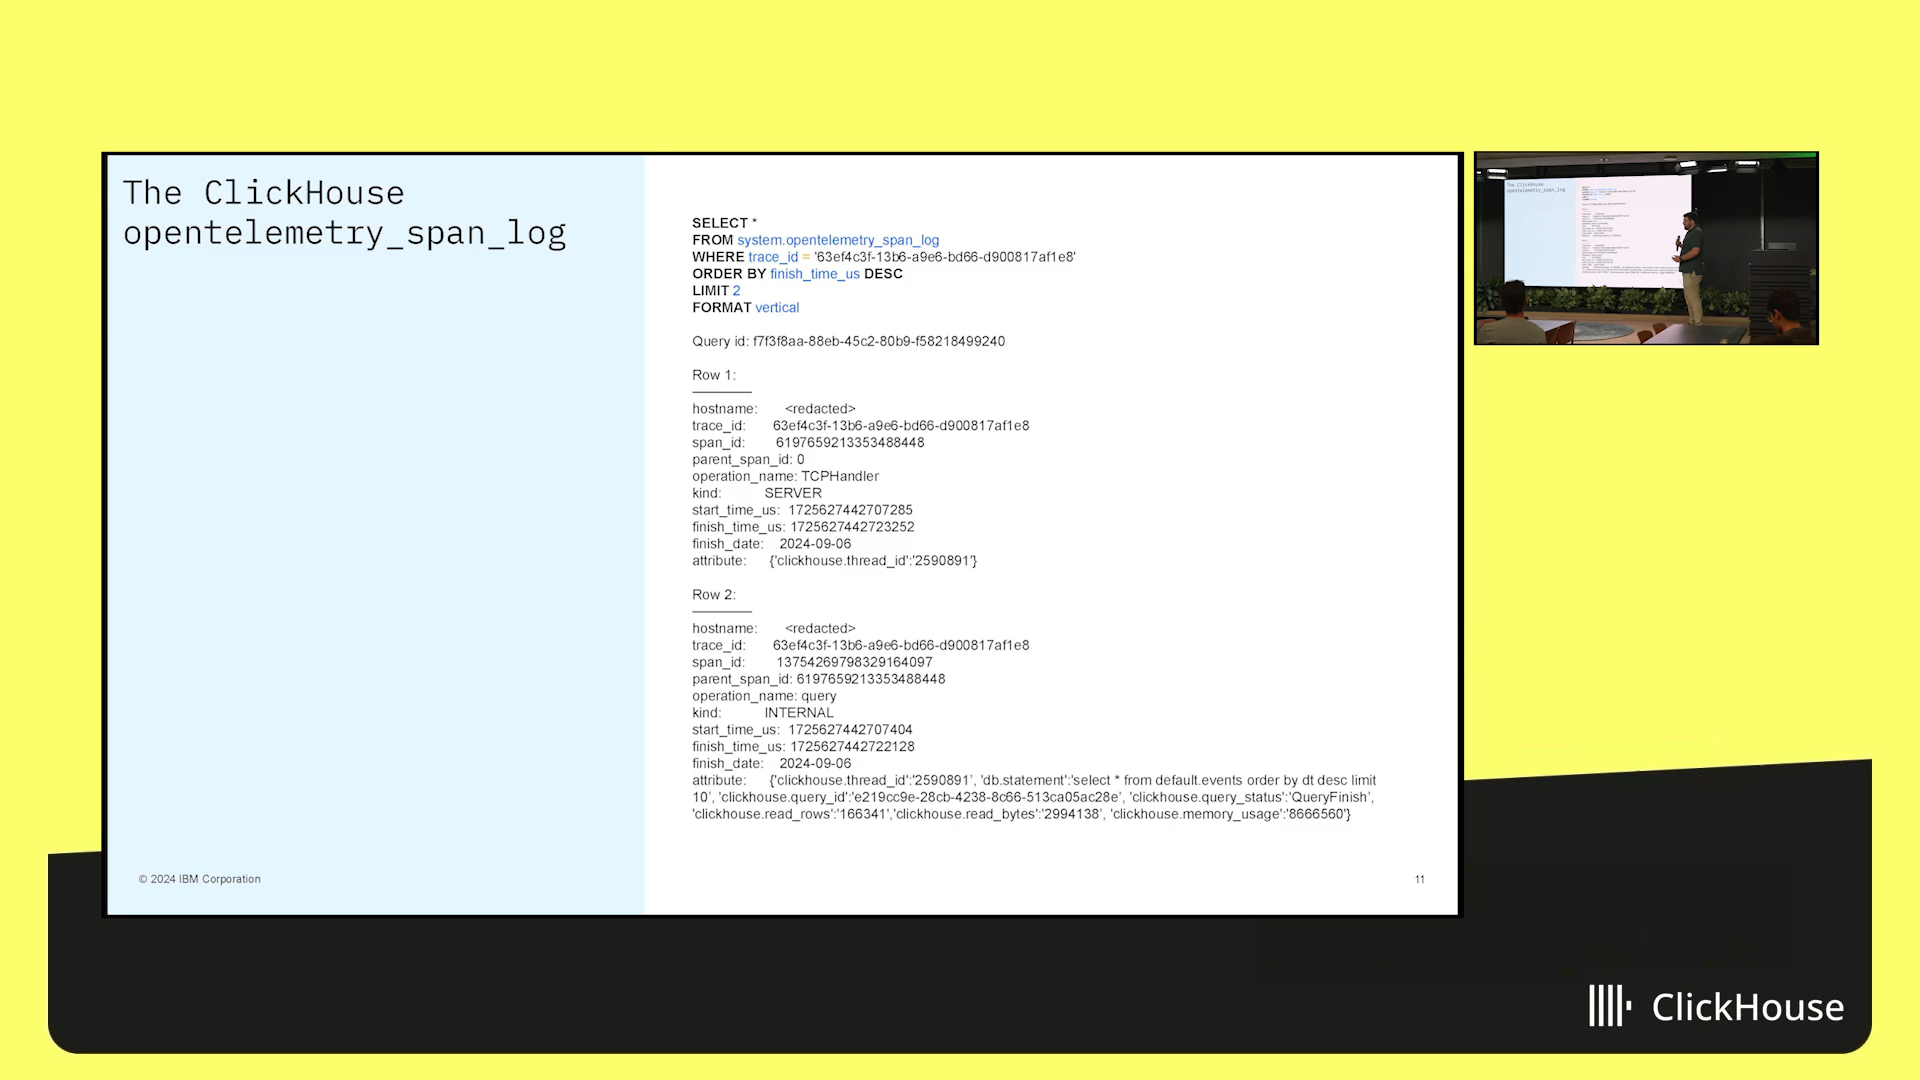 The ClickHouse
opentelemetry_span_log
SELECT *
FROM system.opentelemetry_span_log
WHERE trace_id = '63ef4c3f-13b6-a9e6-bd66-d900817af1e8'
ORDER BY finish_time_us DESC
LIMIT 2
FORMAT vertical
Query id: f7f3f8aa-88eb-45c2-80b9-f58218499240
Row 1:
hostname: <redacted>
trace_id: 63ef4c3f-13b6-a9e6-bd66-d900817af1e8
span_id: 6197659213353488448
parent_span_id: 0
operation_name: TCPHandler
kind: SERVER
start_time_us: 1725627442707285
finish_time_us: 1725627442723252
finish_date: 2024-09-06
attribute: {'clickhouse.thread_id':'2590891'}
Row 2:
hostname: <redacted>
trace_id: 63ef4c3f-13b6-a9e6-bd66-d900817af1e8
span_id: 13754269798329164097
parent_span_id: 6197659213353488448
operation_name: query
kind: INTERNAL
start_time_us: 1725627442707404
finish_time_us: 1725627442722128
finish_date: 2024-09-06
attribute: {'clickhouse.thread_id':'2590891', 'db.statement':'select * from default.events order by dt desc limit
10', 'clickhouse.query_id':'e219cc9e-28cb-4238-8c66-513ca05ac28e', 'clickhouse.query_status':'QueryFinish',
'clickhouse.read_rows':'166341','clickhouse.read_bytes':'2994138', 'clickhouse.memory_usage':'8666560'}
© 2024 IBM Corporation
11
The ClickHouse
opentelemetry_span_log
ClickHouse